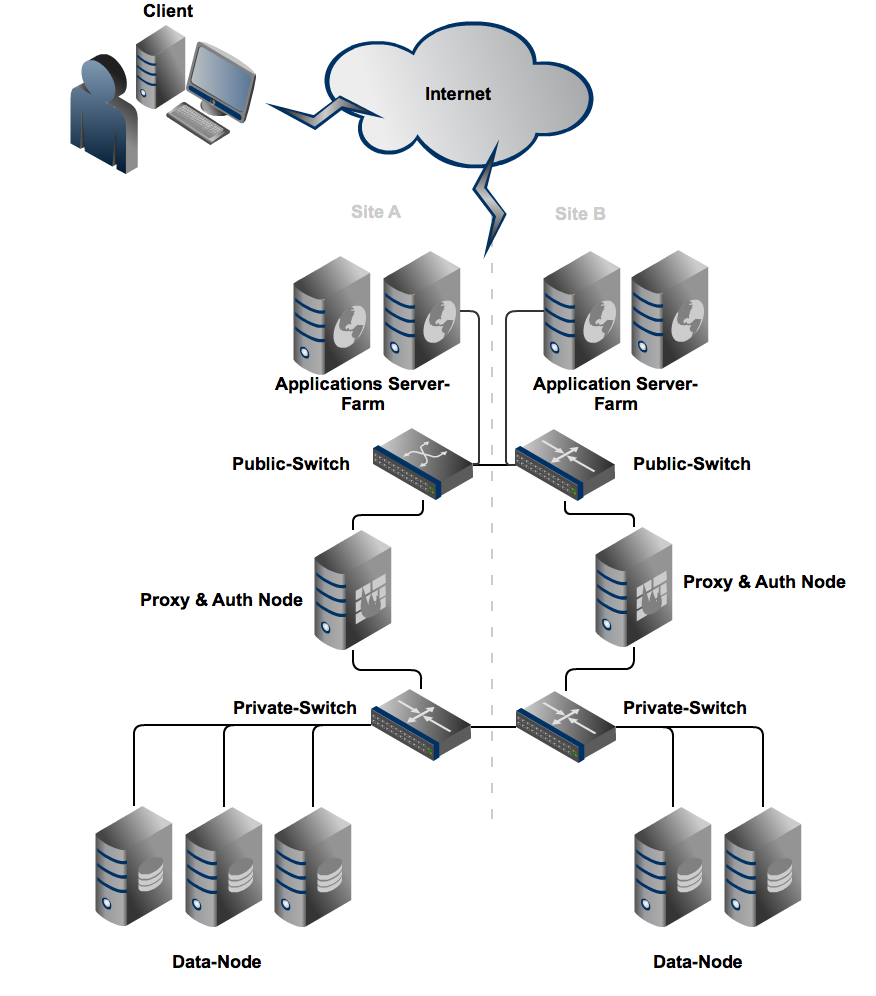 Client
Internet
Site A
Site B
Applications Server-
Farm
Application Server-
Farm
Public-Switch
Public-Switch
Proxy & Auth Node
Proxy & Auth Node
Private-Switch
Private-Switch
Data-Node
Data-Node